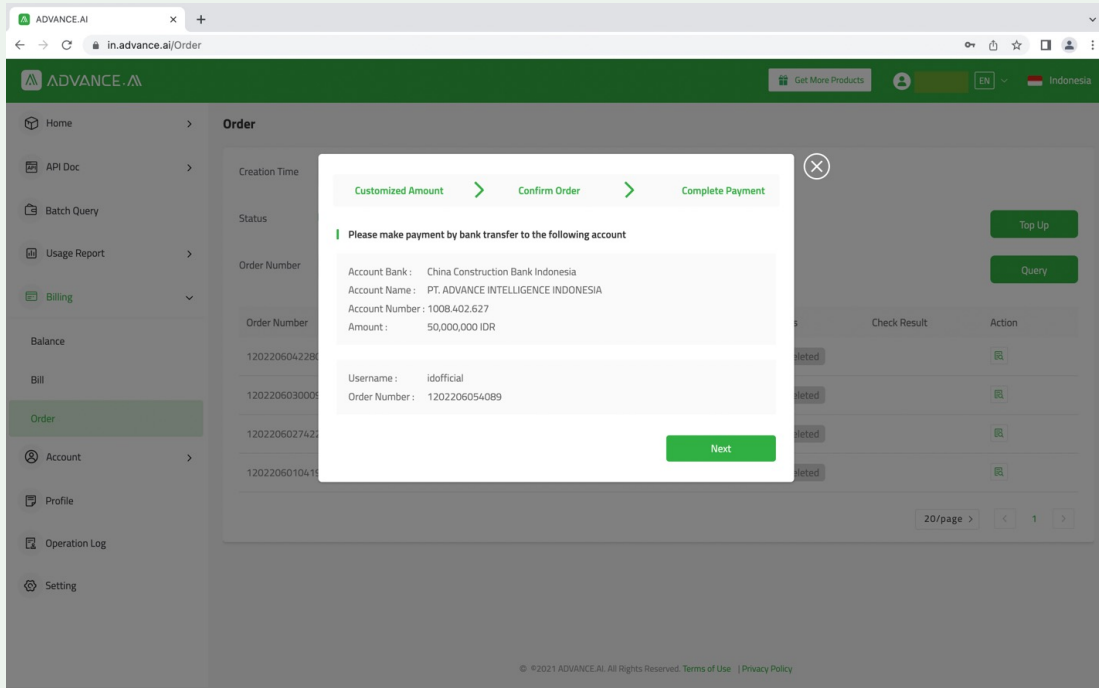 ADVANCE.AI
in.advance.ai/Order
ADVANCE.AI
Get More Products
EN
Indonesia
Home
API Doc
Batch Query
Usage Report
Billing
Balance
Bill
Order
Account
Profile
Operation Log
Setting
Order
Creation Time
Status
Top Up
Order Number
Query
Order Number
Check Result
Action
120220604228
120220603000
12022060274
1202206010419
Customized Amount
Confirm Order
Complete Payment
Please make payment by bank transfer to the following account
Account Bank : China Construction Bank Indonesia
Account Name : PT. ADVANCE INTELLIGENCE INDONESIA
Account Number : 1008.402.627
Amount : 50,000,000 IDR
Username : idofficial
Order Number : 1202206054089
Next
20/page
1
© ©2021 ADVANCE.AI. All Rights Reserved. Terms of Use | Privacy Policy